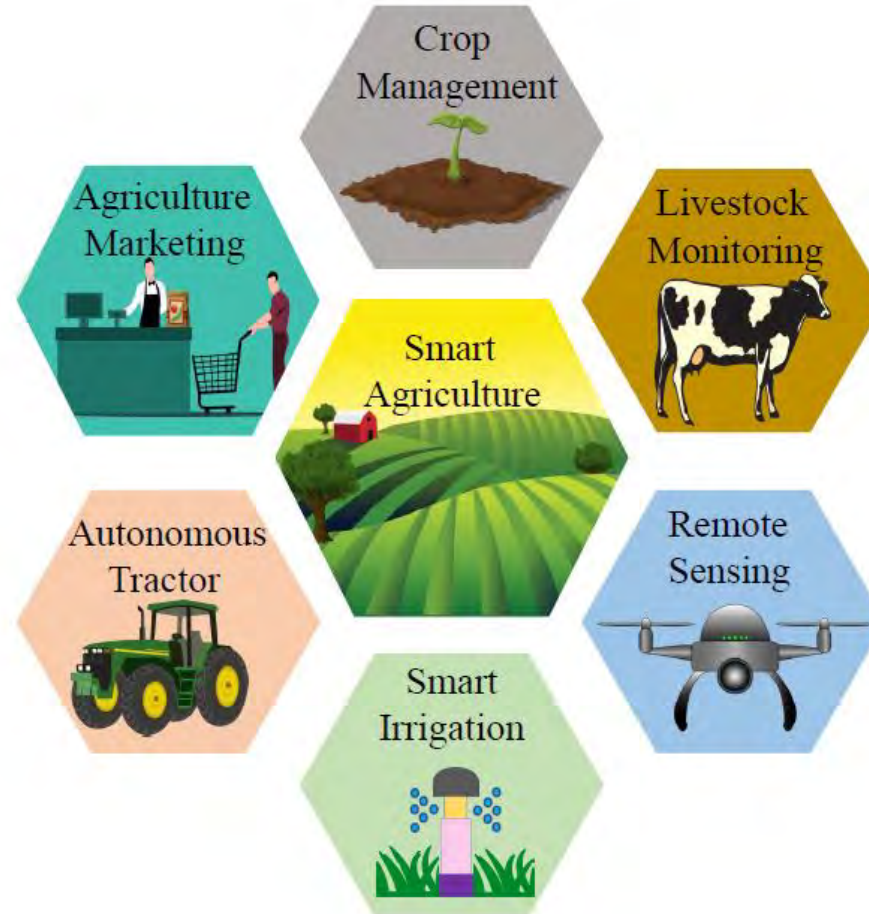 Crop
Management
Agriculture
Marketing
Livestock
Monitoring
Smart
Agriculture
Autonomous
Tractor
Remote
Sensing
Smart
Irrigation